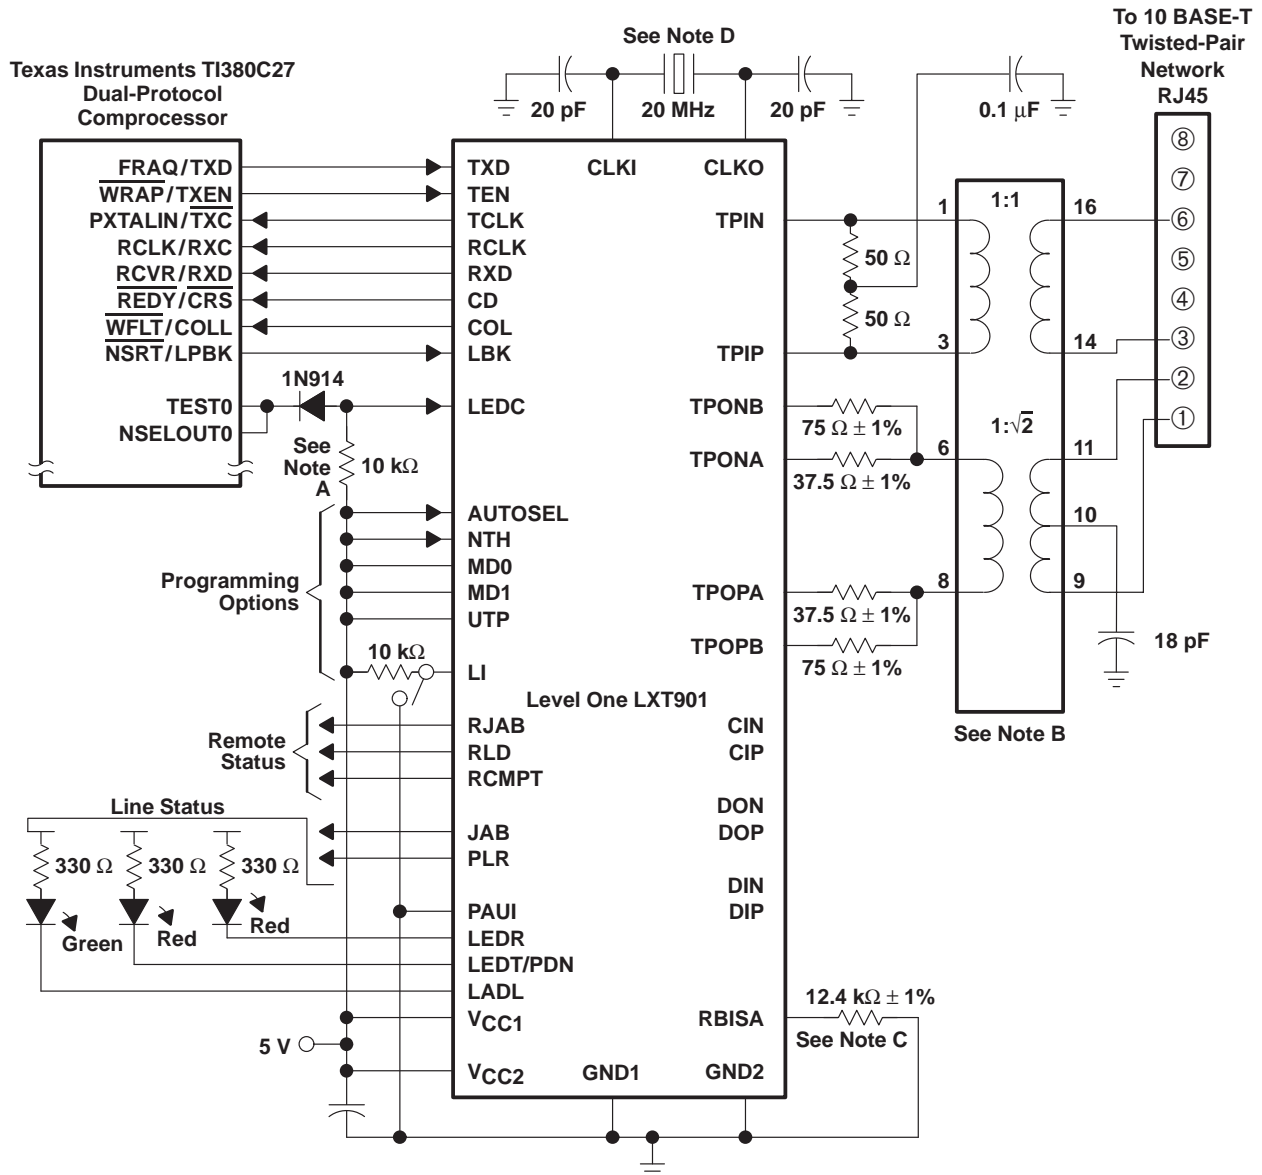 To 10 BASE-T
Twisted-Pair
Network
RJ45
See Note D
20 pF
20 MHz
20 pF
0.1 μF
Texas Instruments TI380C27
Dual-Protocol
Comprocessor
FRAQ/TXD
W̅R̅A̅P̅/TXEN
PXTALIN/T̅X̅C̅
RCLK/RXC
RCVR/RXD
R̅E̅D̅Y̅/C̅R̅S̅
W̅F̅L̅T̅/COLL
N̅S̅R̅T̅/LPBK
TEST0
NSELOUT0
1N914
See
Note
A
10 kΩ
Programming
Options
10 kΩ
Remote
Status
Line Status
330 Ω
330 Ω
330 Ω
Green
Red
Red
5 V
TXD
TEN
TCLK
RCLK
RXD
CD
COL
LBK
LEDC
AUTOSEL
NTH
MD0
MD1
UTP
LI
Level One LXT901
RJAB
RLD
RCMPT
JAB
PLR
PAUI
LEDR
LEDT/PDN
LADL
VCC1
VCC2
CLKI
CLKO
TPIN
TPIP
TPONB
TPONA
TPOPA
TPOPB
CIN
CIP
DON
DOP
DIN
DIP
RBISA
GND1
GND2
50 Ω
50 Ω
75 Ω ± 1%
37.5 Ω ± 1%
37.5 Ω ± 1%
75 Ω ± 1%
12.4 kΩ ± 1%
See Note C
1
3
6
8
1:1
1:√2
16
14
11
10
9
See Note B
18 pF
⑧
⑦
⑥
⑤
④
③
②
①